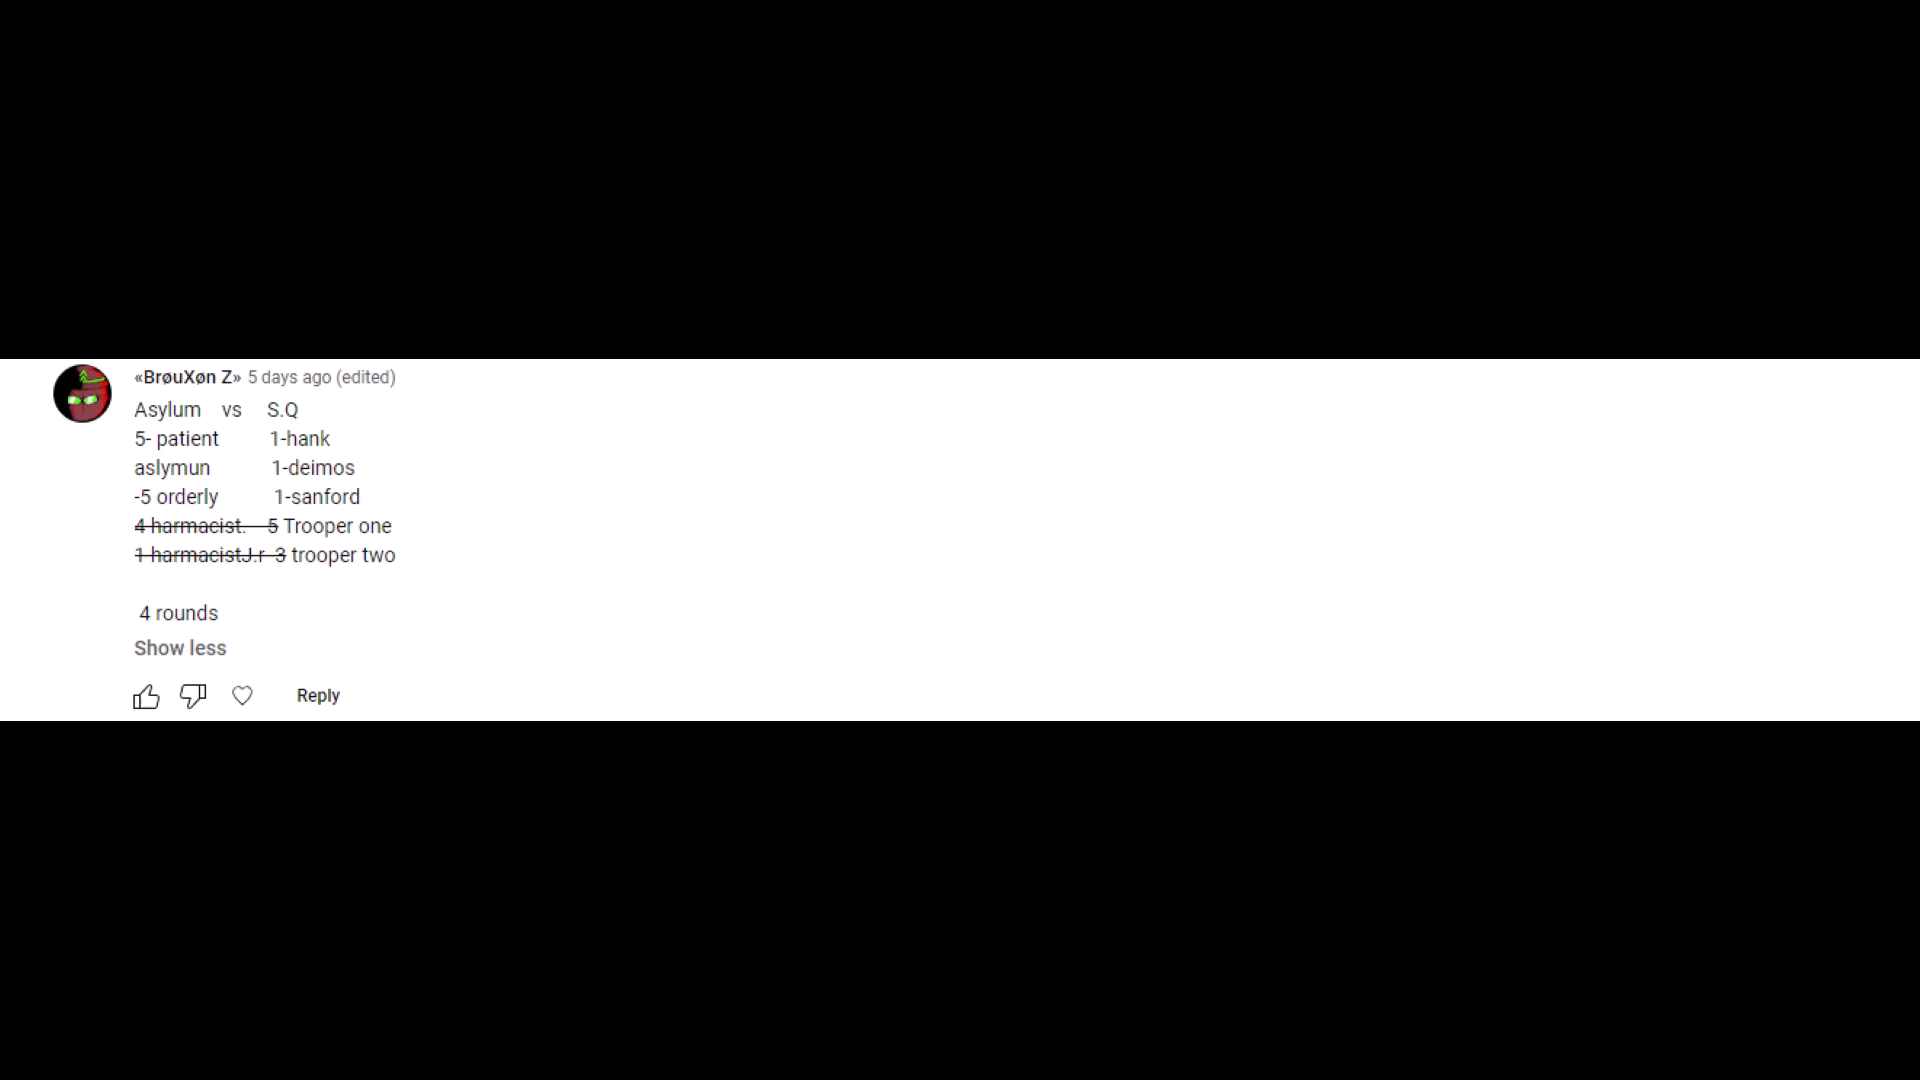 «BrøuXøn Z» 5 days ago (edited)
Asylum vs S.Q
5- patient 1-hank
aslymun 1-deimos
-5 orderly 1-sanford
4 harmacist. 5 Trooper one
1 harmacistJ.r 3 trooper two
4 rounds
Show less
Reply